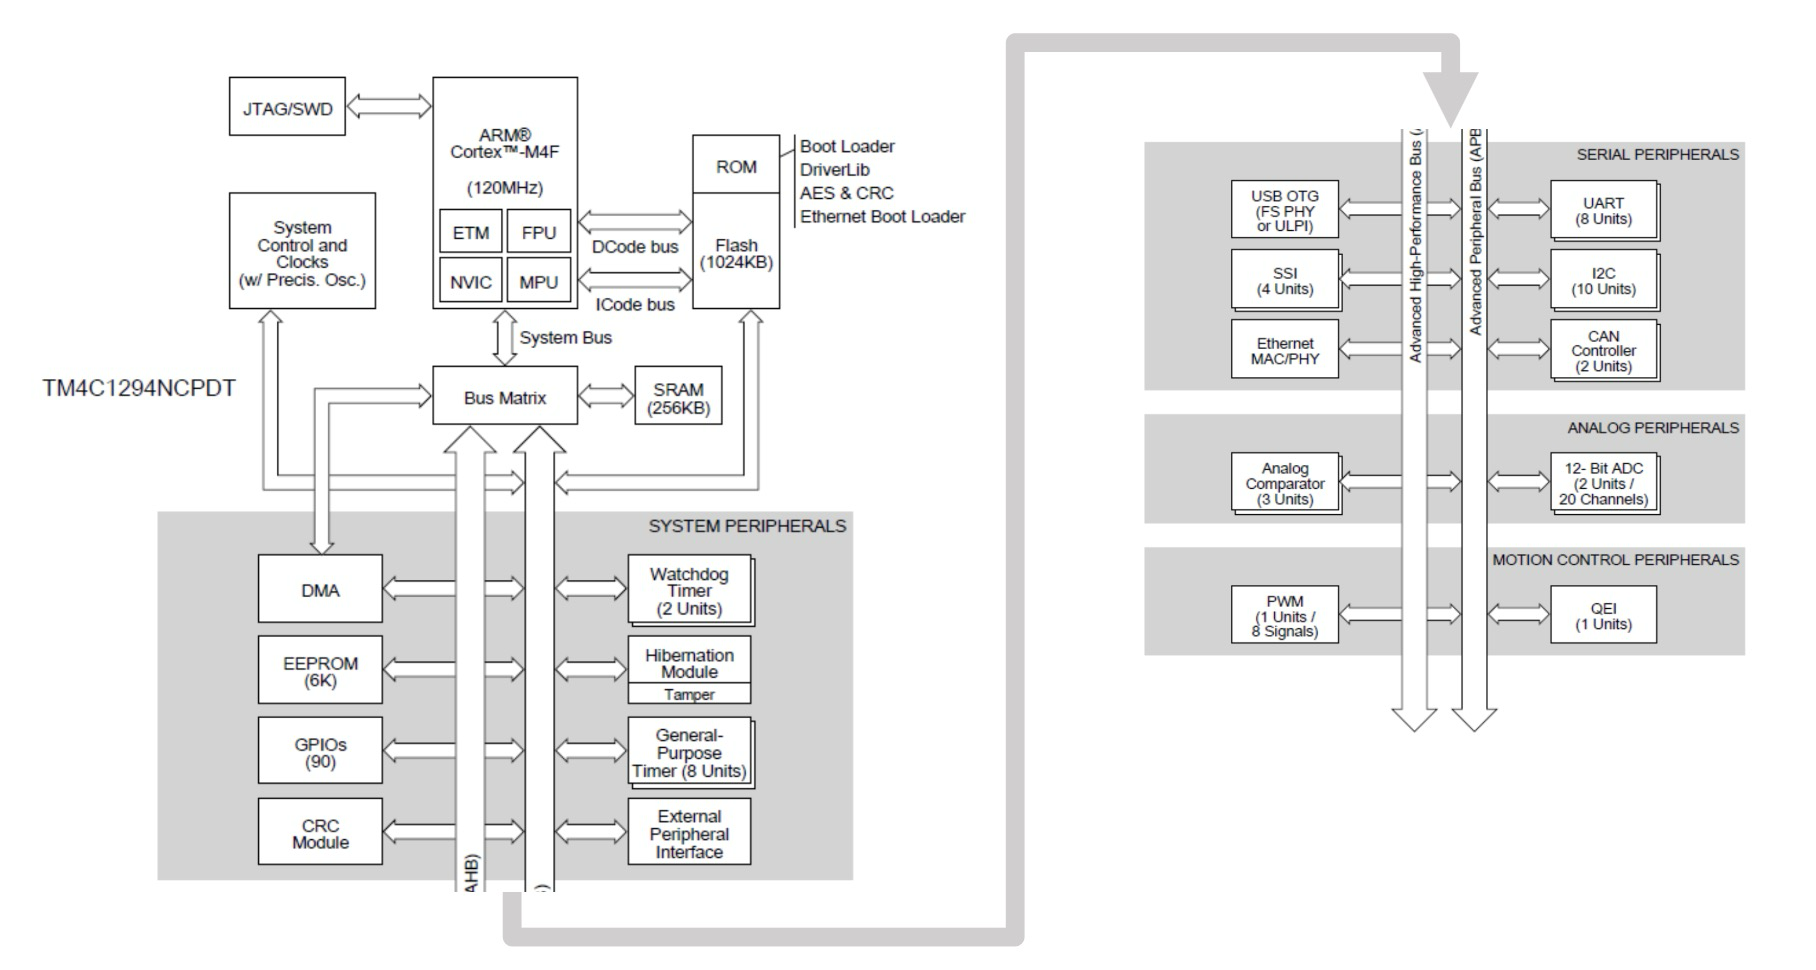 JTAG/SWD
ARM®
Cortex™-M4F
(120MHz)
ETM
FPU
NVIC
MPU
ROM
Flash
(1024KB)
Boot Loader
DriverLib
AES & CRC
Ethernet Boot Loader
DCode bus
ICode bus
System
Control and
Clocks
(w/ Precis. Osc.)
System Bus
TM4C1294NCPDT
Bus Matrix
SRAM
(256KB)
SYSTEM PERIPHERALS
DMA
Watchdog
Timer
(2 Units)
EEPROM
(6K)
Hibernation
Module
Tamper
GPIOs
(90)
General-
Purpose
Timer (8 Units)
CRC
Module
External
Peripheral
Interface
AHB)
)
Advanced High-Performance Bus (
Advanced Peripheral Bus (APB
SERIAL PERIPHERALS
USB OTG
(FS PHY
or ULPI)
UART
(8 Units)
SSI
(4 Units)
I2C
(10 Units)
Ethernet
MAC/PHY
CAN
Controller
(2 Units)
ANALOG PERIPHERALS
Analog
Comparator
(3 Units)
12- Bit ADC
(2 Units /
20 Channels)
MOTION CONTROL PERIPHERALS
PWM
(1 Units /
8 Signals)
QEI
(1 Units)